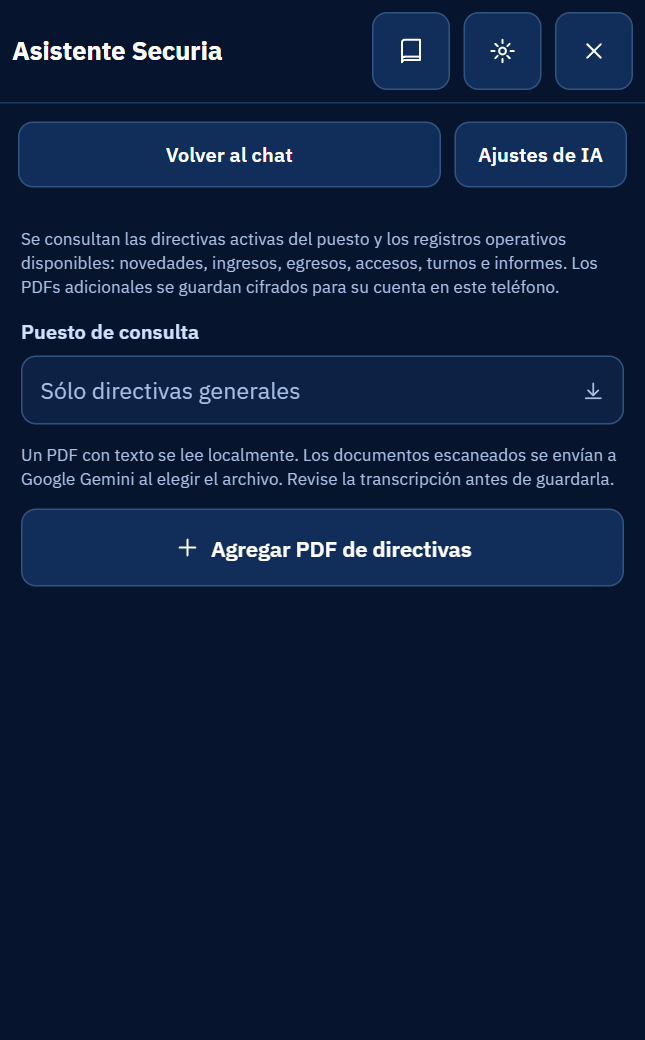 Asistente Securia
Volver al chat
Ajustes de IA
Se consultan las directivas activas del puesto y los registros operativos
disponibles: novedades, ingresos, egresos, accesos, turnos e informes. Los
PDFs adicionales se guardan cifrados para su cuenta en este teléfono.
Puesto de consulta
Sólo directivas generales
Un PDF con texto se lee localmente. Los documentos escaneados se envían a
Google Gemini al elegir el archivo. Revise la transcripción antes de guardarla.
Agregar PDF de directivas